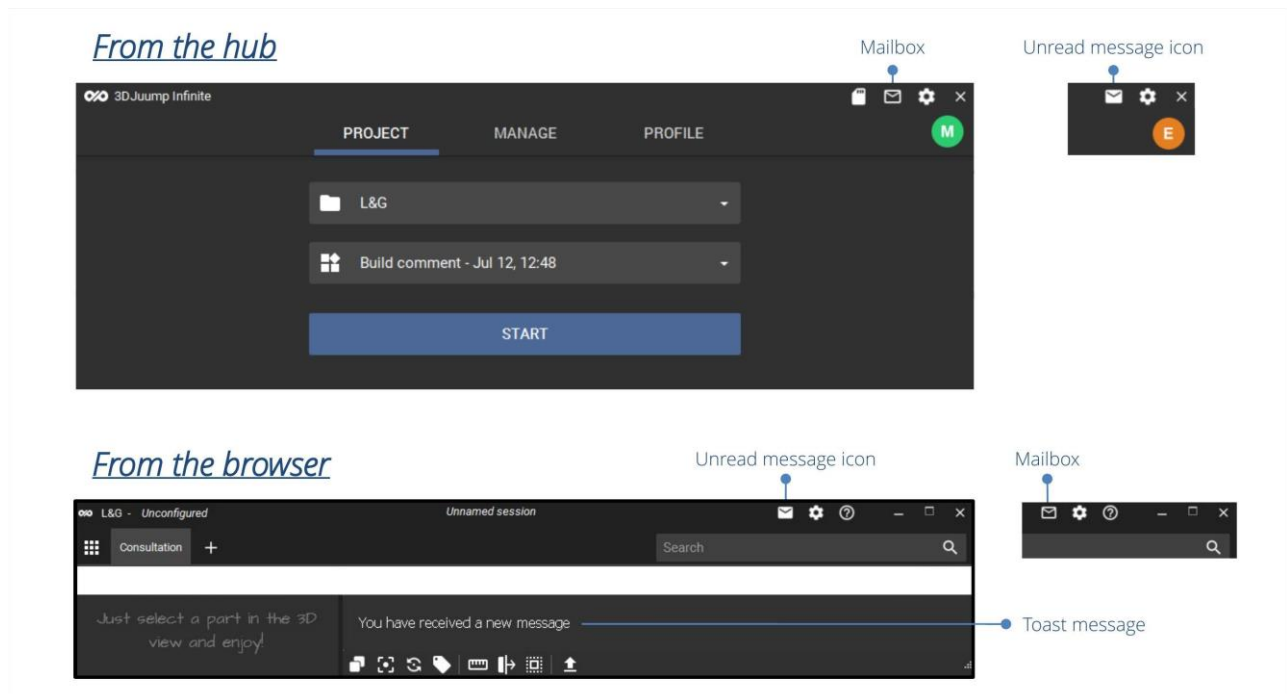 From the hub
Mailbox
Unread message icon
3DJuump Infinite
PROJECT MANAGE PROFILE
M
E
L&G
Build comment - Jul 12, 12:48
START
From the browser
Unread message icon
Mailbox
L&G - Unconfigured
Unnamed session
Consultation +
Search
Just select a part in the 3D
view and enjoy!
You have received a new message
Toast message